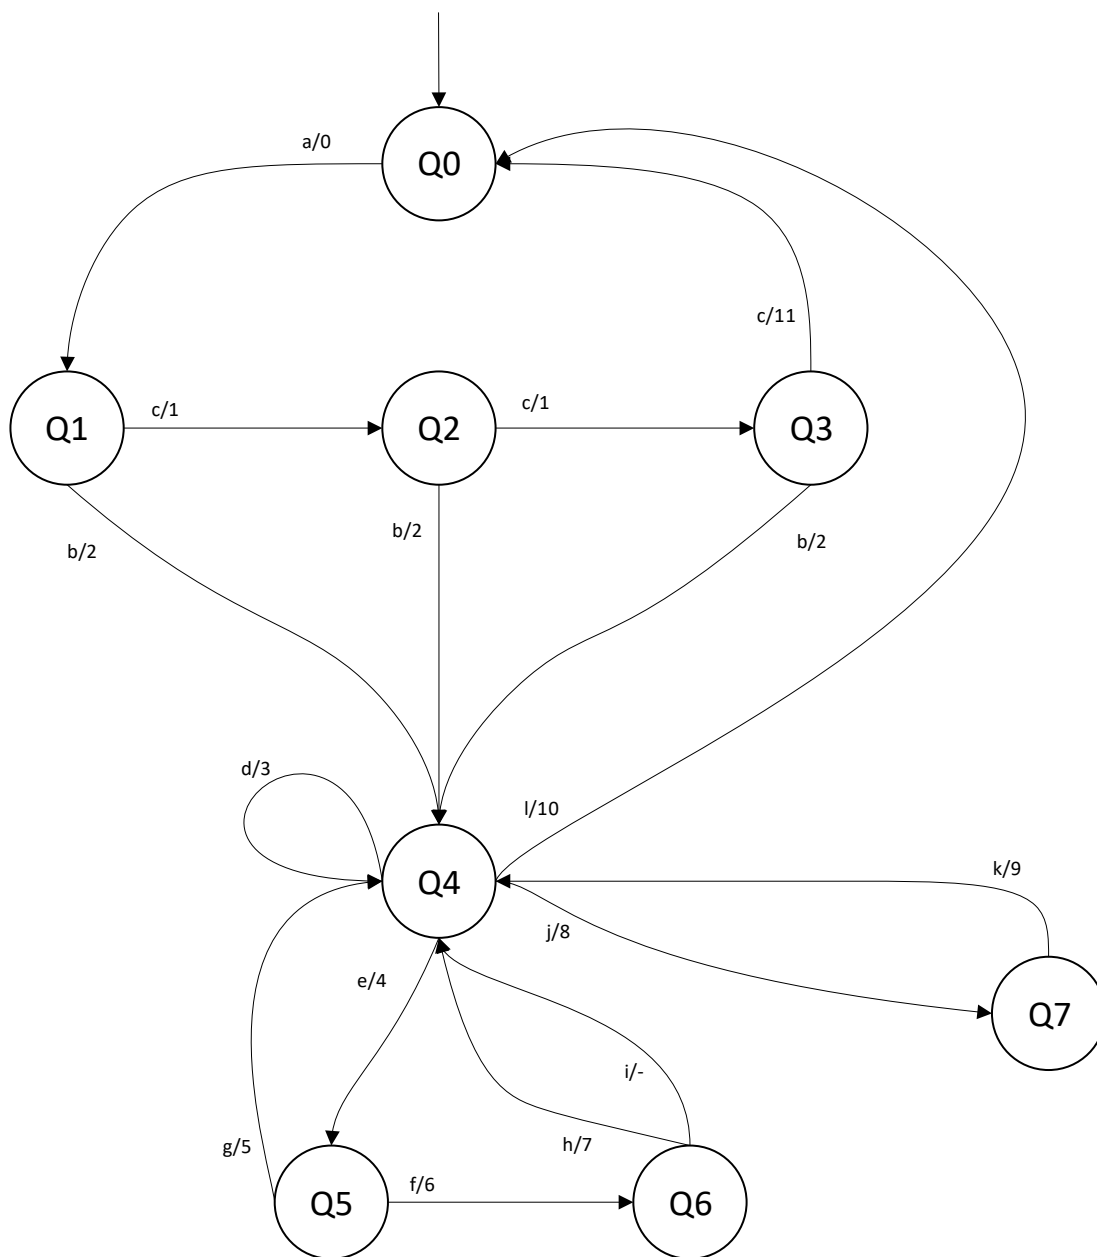 a/0
Q0
c/11
Q1
c/1
Q2
c/1
Q3
b/2
b/2
b/2
d/3
l/10
Q4
k/9
j/8
e/4
Q7
i/-
g/5
h/7
Q5
f/6
Q6